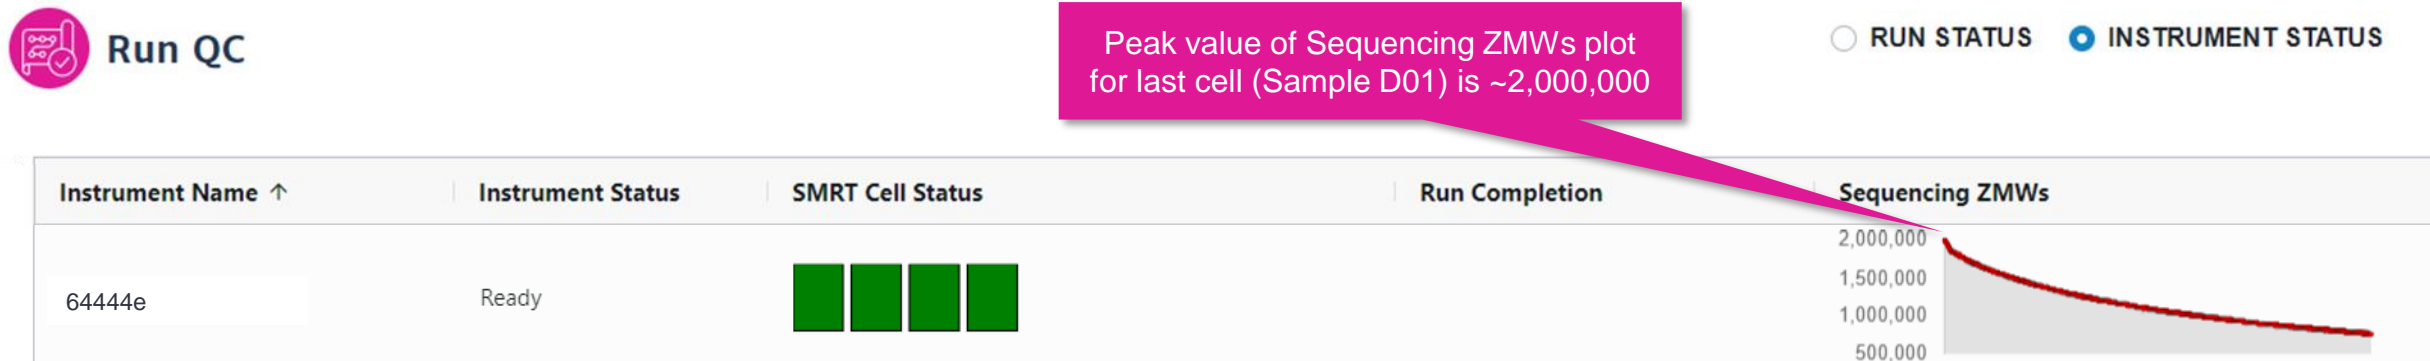 Run QC
Peak value of Sequencing ZMWs plot
for last cell (Sample D01) is ~2,000,000
RUN STATUS
INSTRUMENT STATUS
Instrument Name ↑
Instrument Status
SMRT Cell Status
Run Completion
Sequencing ZMWs
64444e
Ready
2,000,000
1,500,000
1,000,000
500,000